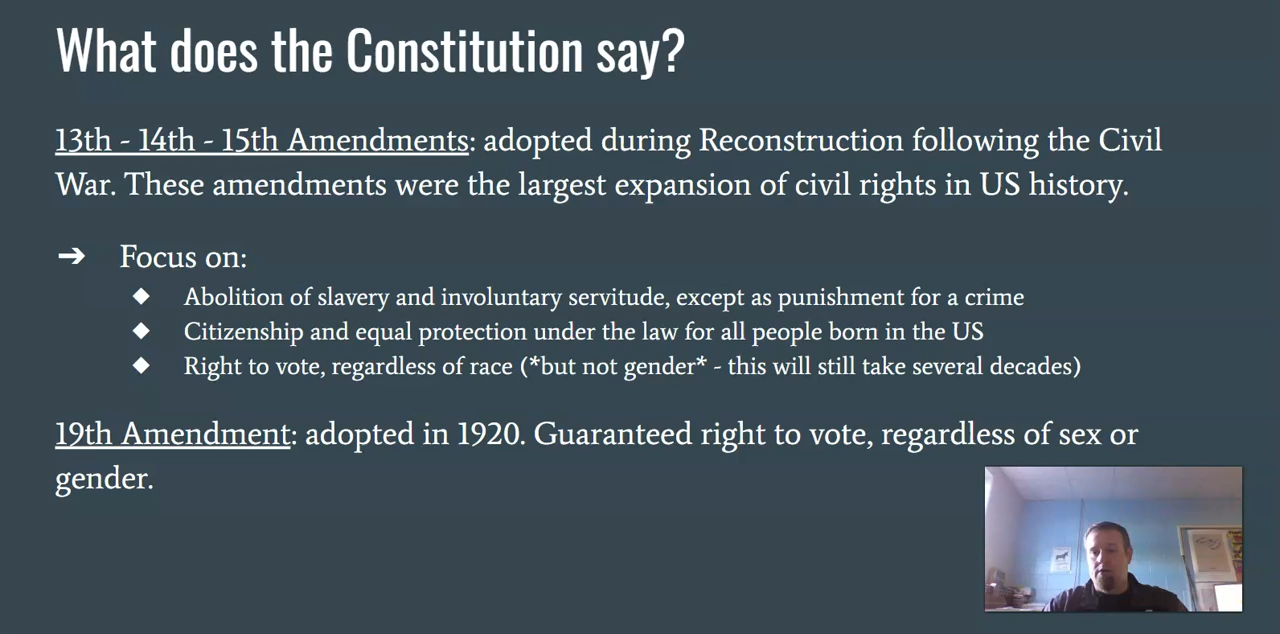 What does the Constitution say?
13th - 14th - 15th Amendments: adopted during Reconstruction following the Civil
War. These amendments were the largest expansion of civil rights in US history.
➔ Focus on:
◆ Abolition of slavery and involuntary servitude, except as punishment for a crime
◆ Citizenship and equal protection under the law for all people born in the US
◆ Right to vote, regardless of race (*but not gender* - this will still take several decades)
19th Amendment: adopted in 1920. Guaranteed right to vote, regardless of sex or
gender.